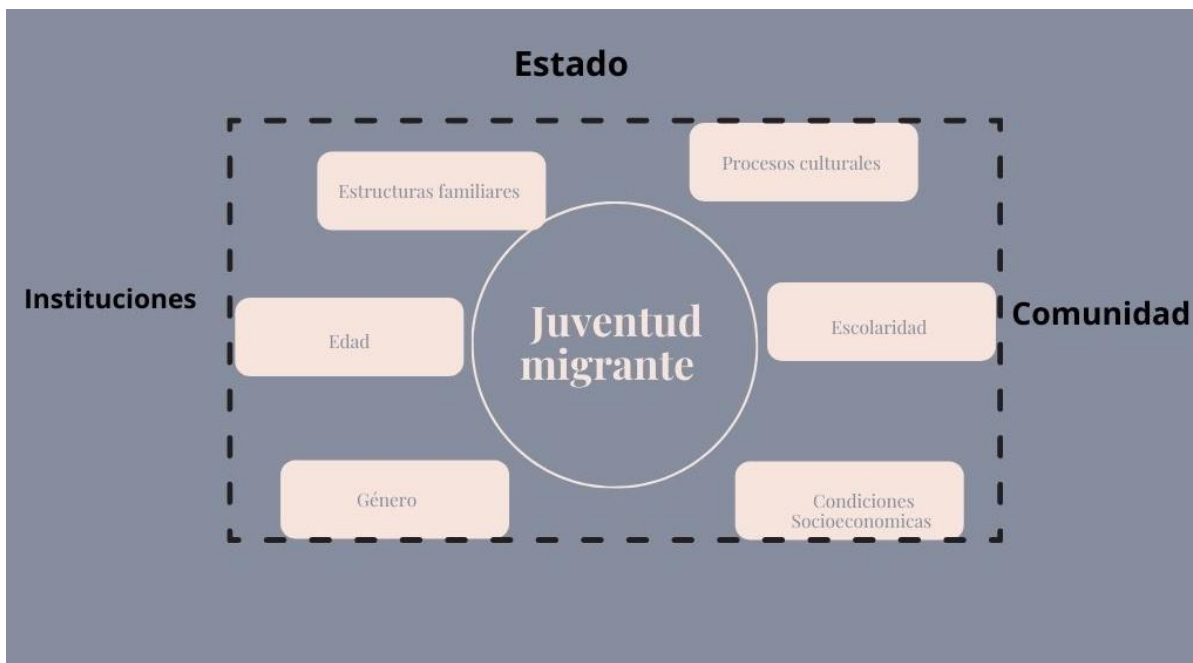 Estado
Procesos culturales
Estructuras familiares
Instituciones
Comunidad
Juventud
migrante
Escolaridad
Edad
Género
Condiciones
Socioeconomicas